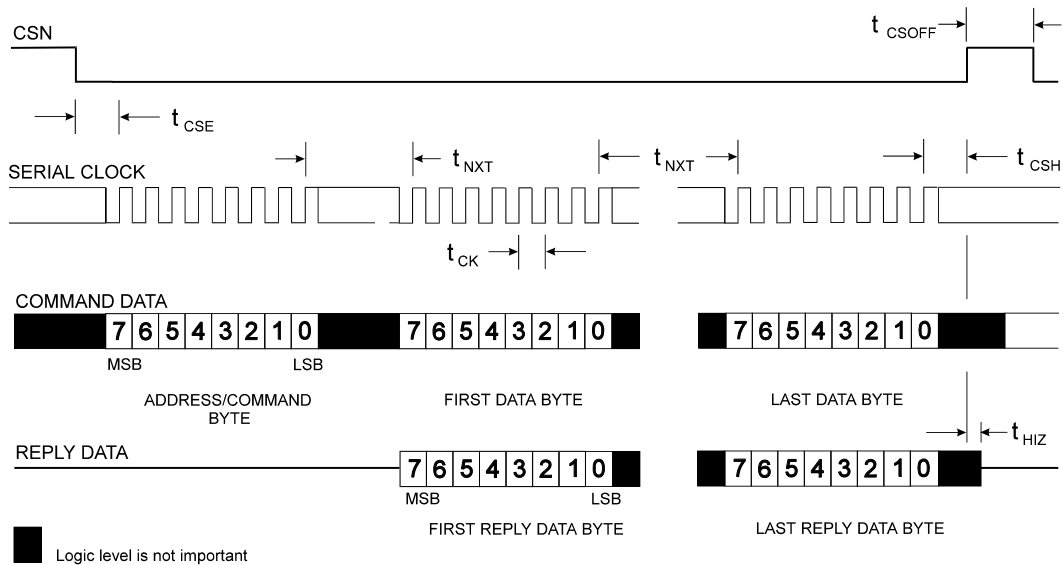 CSN
t CSOFF
t CSE
SERIAL CLOCK
t NXT
t NXT
t CSH
t CK
COMMAND DATA
7 6 5 4 3 2 1 0
7 6 5 4 3 2 1 0
7 6 5 4 3 2 1 0
MSB
LSB
ADDRESS/COMMAND
BYTE
FIRST DATA BYTE
LAST DATA BYTE
REPLY DATA
t HIZ
7 6 5 4 3 2 1 0
7 6 5 4 3 2 1 0
MSB
LSB
FIRST REPLY DATA BYTE
LAST REPLY DATA BYTE
Logic level is not important